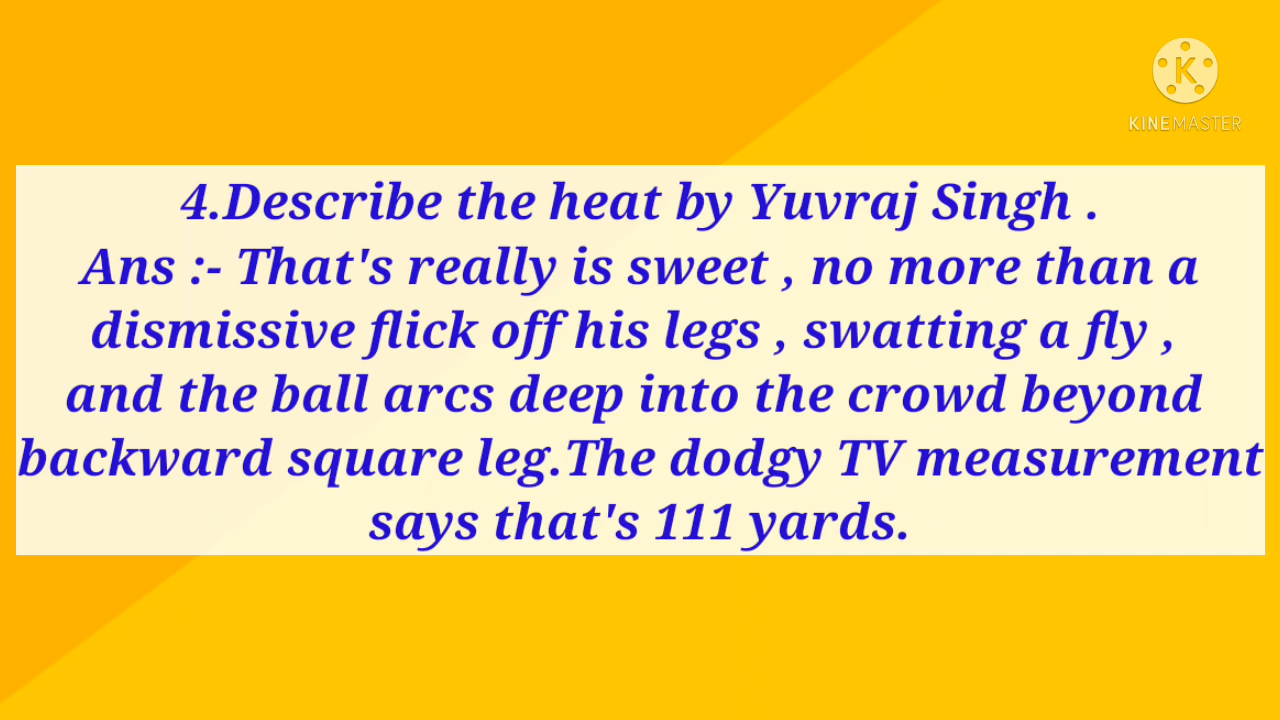 KINEMASTER
4.Describe the heat by Yuvraj Singh .
Ans :- That's really is sweet , no more than a
dismissive flick off his legs , swatting a fly ,
and the ball arcs deep into the crowd beyond
backward square leg.The dodgy TV measurement
says that's 111 yards.